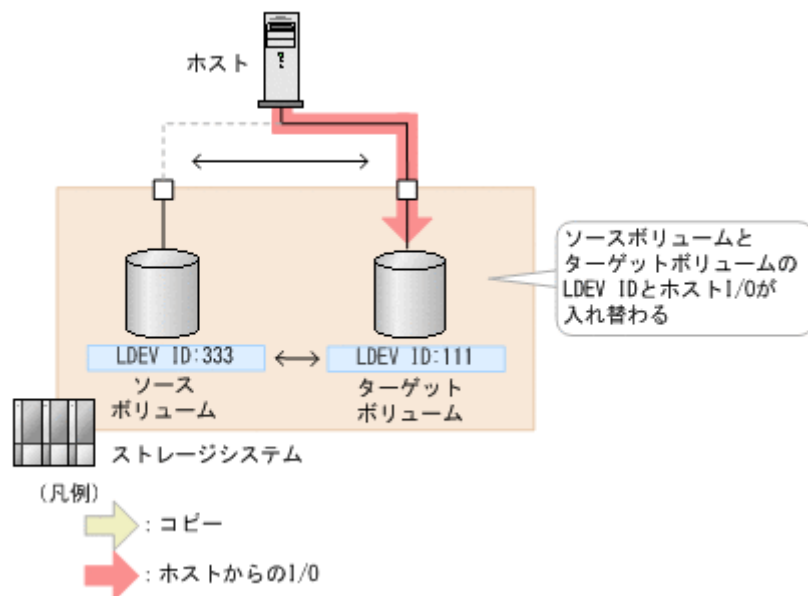 ホスト
ソースボリュームと
ターゲットボリュームの
LDEV IDとホストI/Oが
入れ替わる
LDEV ID:333
LDEV ID:111
ソース
ボリューム
ターゲット
ボリューム
ストレージシステム
(凡例)
:コピー
:ホストからのI/O